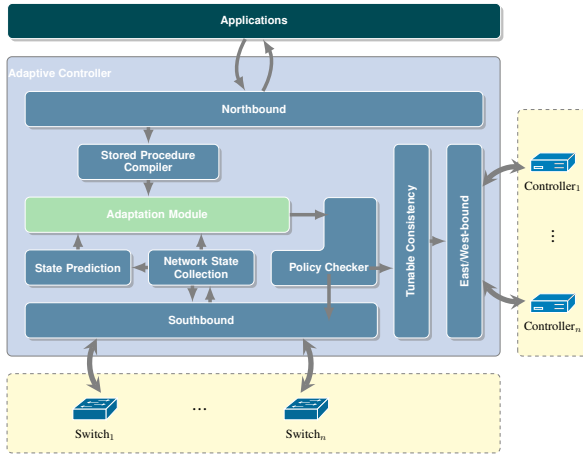 Applications
Adaptive Controller
Northbound
Stored Procedure
Compiler
Adaptation Module
State Prediction
Network State
Collection
Policy Checker
Southbound
Tunable Consistency
East/West-bound
Controller₁
⋮
Controllerₙ
Switch₁
...
Switchₙ